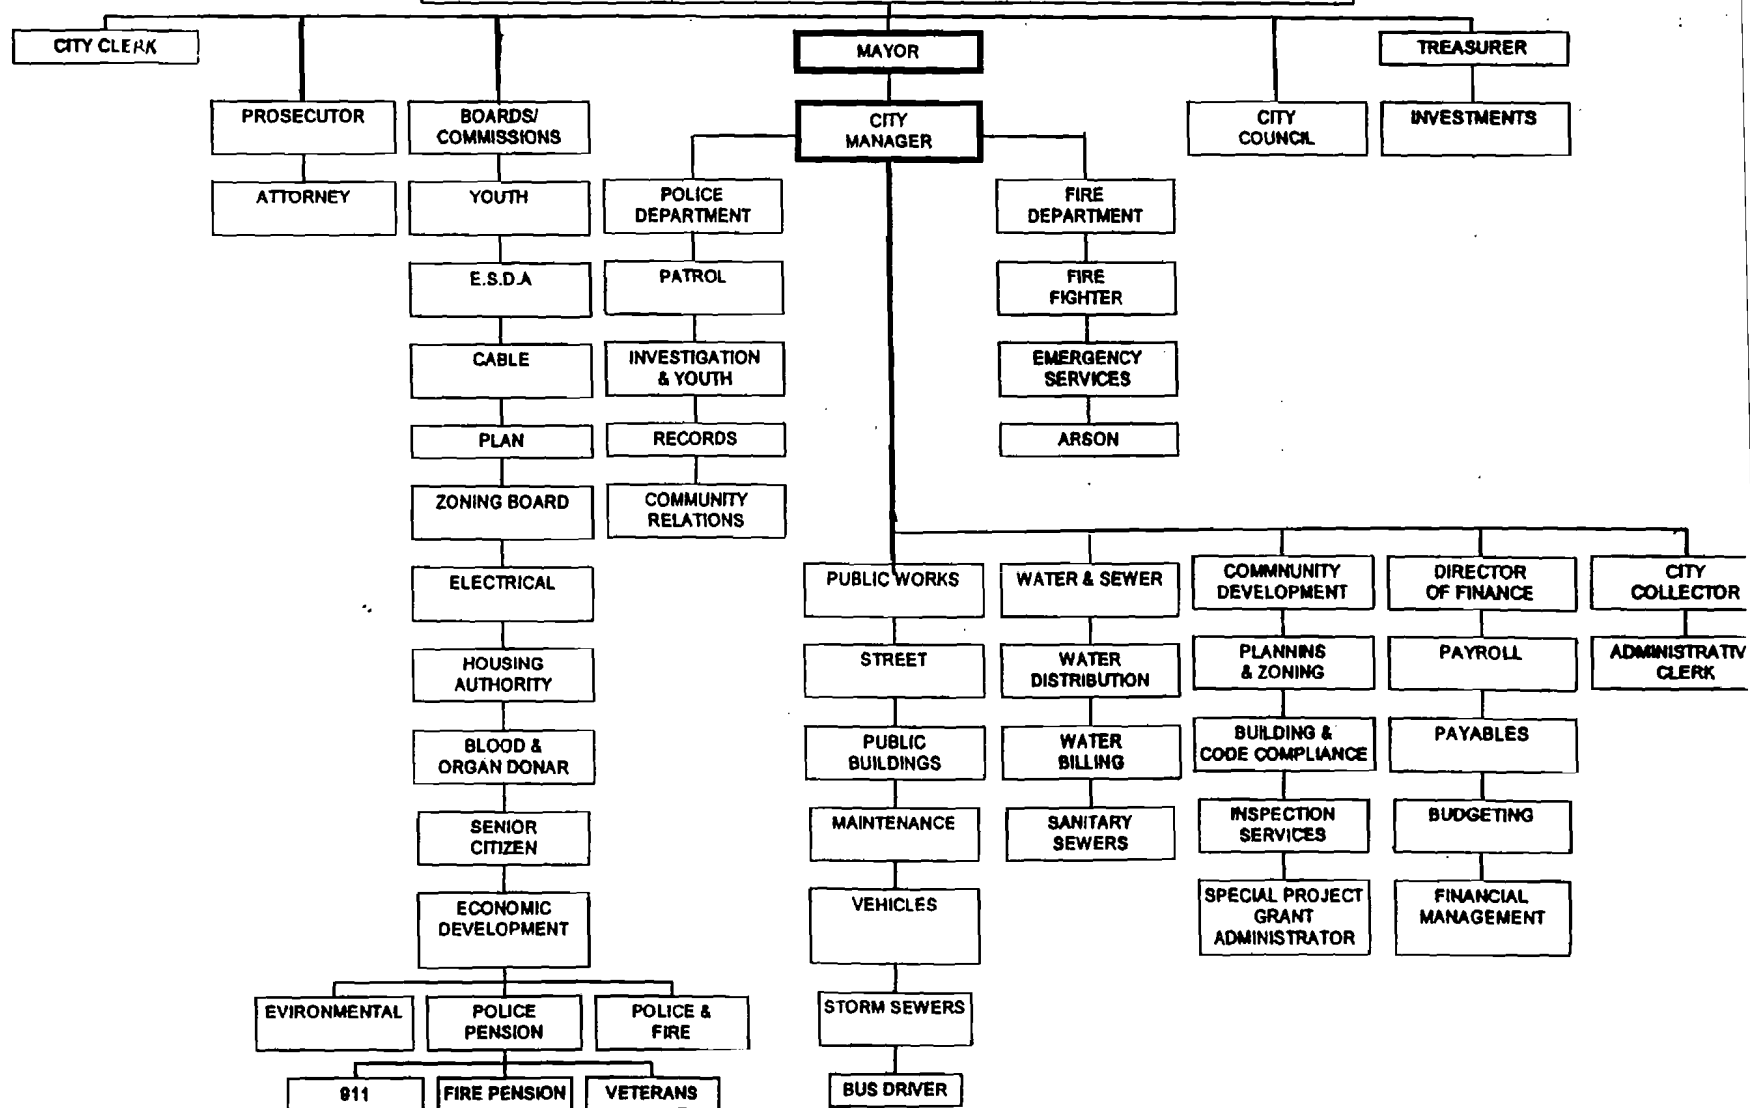 CITY CLERK
MAYOR
TREASURER
PROSECUTOR
BOARDS/
COMMISSIONS
CITY
MANAGER
CITY
COUNCIL
INVESTMENTS
ATTORNEY
YOUTH
POLICE
DEPARTMENT
FIRE
DEPARTMENT
E.S.D.A
PATROL
FIRE
FIGHTER
CABLE
INVESTIGATION
& YOUTH
EMERGENCY
SERVICES
PLAN
RECORDS
ARSON
ZONING BOARD
COMMUNITY
RELATIONS
ELECTRICAL
PUBLIC WORKS
WATER & SEWER
COMMNUNITY
DEVELOPMENT
DIRECTOR
OF FINANCE
CITY
COLLECTOR
HOUSING
AUTHORITY
STREET
WATER
DISTRIBUTION
PLANNINS
& ZONING
PAYROLL
ADMINISTRATIV
CLERK
BLOOD &
ORGAN DONAR
PUBLIC
BUILDINGS
WATER
BILLING
BUILDING &
CODE COMPLIANCE
PAYABLES
SENIOR
CITIZEN
MAINTENANCE
SANITARY
SEWERS
INSPECTION
SERVICES
BUDGETING
ECONOMIC
DEVELOPMENT
VEHICLES
SPECIAL PROJECT
GRANT
ADMINISTRATOR
FINANCIAL
MANAGEMENT
EVIRONMENTAL
POLICE
PENSION
POLICE &
FIRE
STORM SEWERS
911
FIRE PENSION
VETERANS
BUS DRIVER